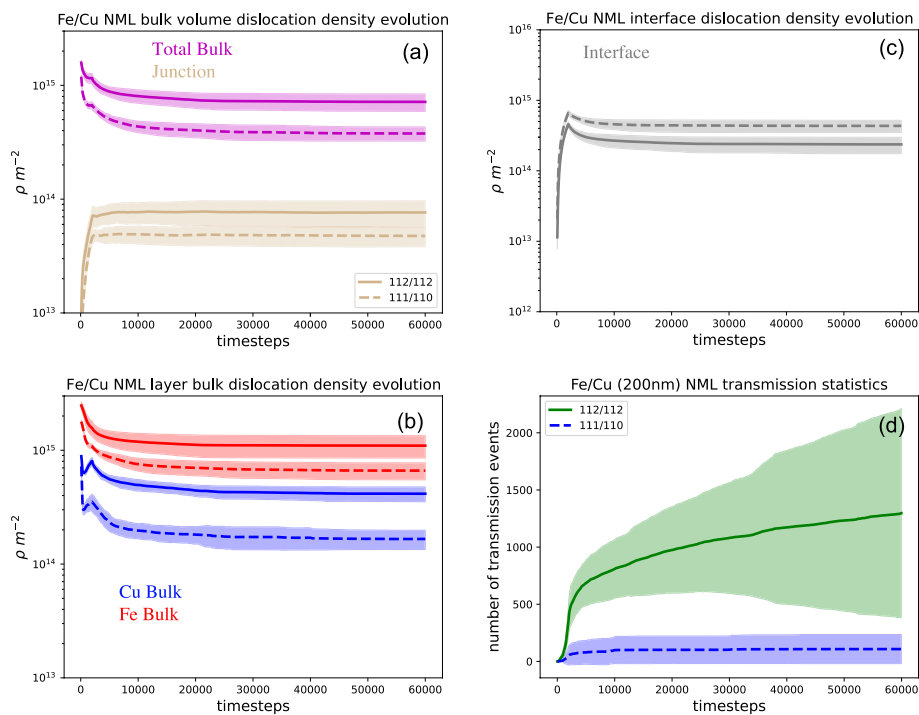 Fe/Cu NML bulk volume dislocation density evolution
(a)
Total Bulk
Junction
10^15
10^14
10^13
ρ m^-2
112/112
111/110
0 10000 20000 30000 40000 50000 60000
timesteps
Fe/Cu NML interface dislocation density evolution
(c)
Interface
10^16
10^15
10^14
10^13
10^12
ρ m^-2
0 10000 20000 30000 40000 50000 60000
timesteps
Fe/Cu NML layer bulk dislocation density evolution
(b)
10^15
10^14
10^13
ρ m^-2
Cu Bulk
Fe Bulk
0 10000 20000 30000 40000 50000 60000
timesteps
Fe/Cu (200nm) NML transmission statistics
112/112
111/110
(d)
2000
1500
1000
500
0
number of transmission events
0 10000 20000 30000 40000 50000 60000
timesteps